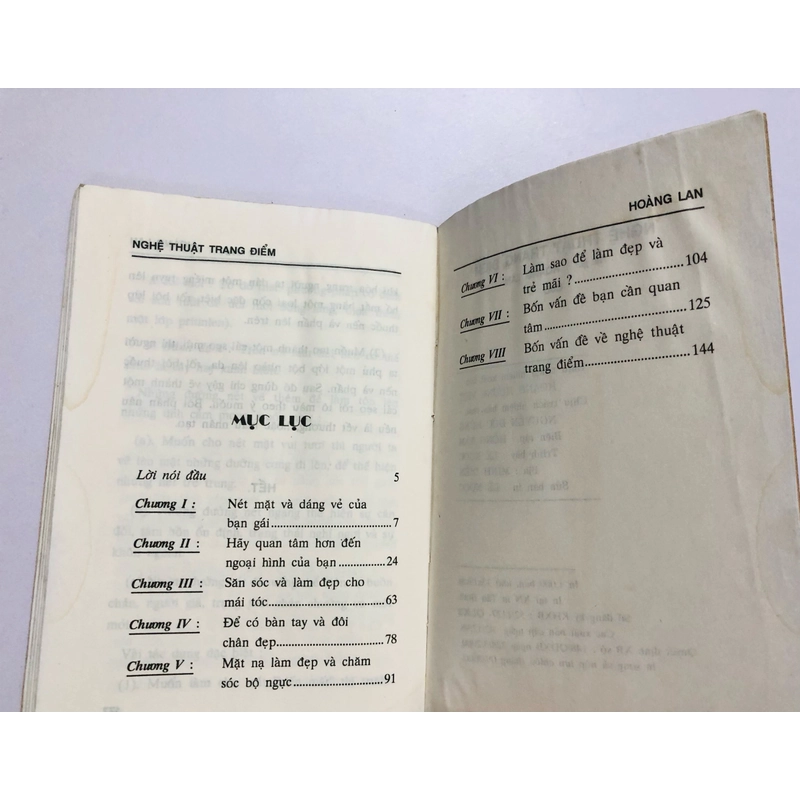 NGHỆ THUẬT TRANG ĐIỂM
MỤC LỤC
Lời nói đầu 5
Chương I : Nét mặt và dáng vẻ của
bạn gái...................7
Chương II : Hãy quan tâm hơn đến
ngoại hình của bạn.........24
Chương III : Săn sóc và làm đẹp cho
mái tóc....................63
Chương IV : Để có bàn tay và đôi
chân đẹp...................78
Chương V : Mặt nạ làm đẹp và chăm
sóc bộ ngực................91
HOÀNG LAN
Chương VI : Làm sao để làm đẹp và
trẻ mãi ?..................104
Chương VII : Bốn vấn đề bạn cần quan
tâm........................125
Chương VIII Bốn vấn đề về nghệ thuật
trang điểm.................144